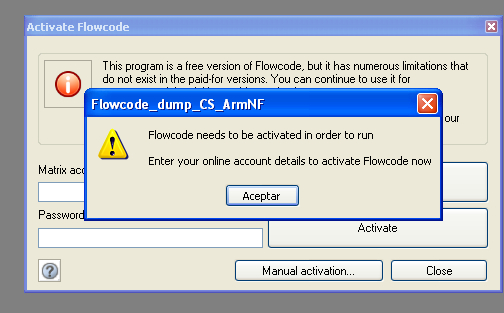 Activate Flowcode
This program is a free version of Flowcode, but it has numerous limitations that
do not exist in the paid-for versions. You can continue to use it for
Flowcode_dump_CS_ArmNF
our
Flowcode needs to be activated in order to run
Enter your online account details to activate Flowcode now
Matrix
Aceptar
Password
Activate
Manual activation...
Close